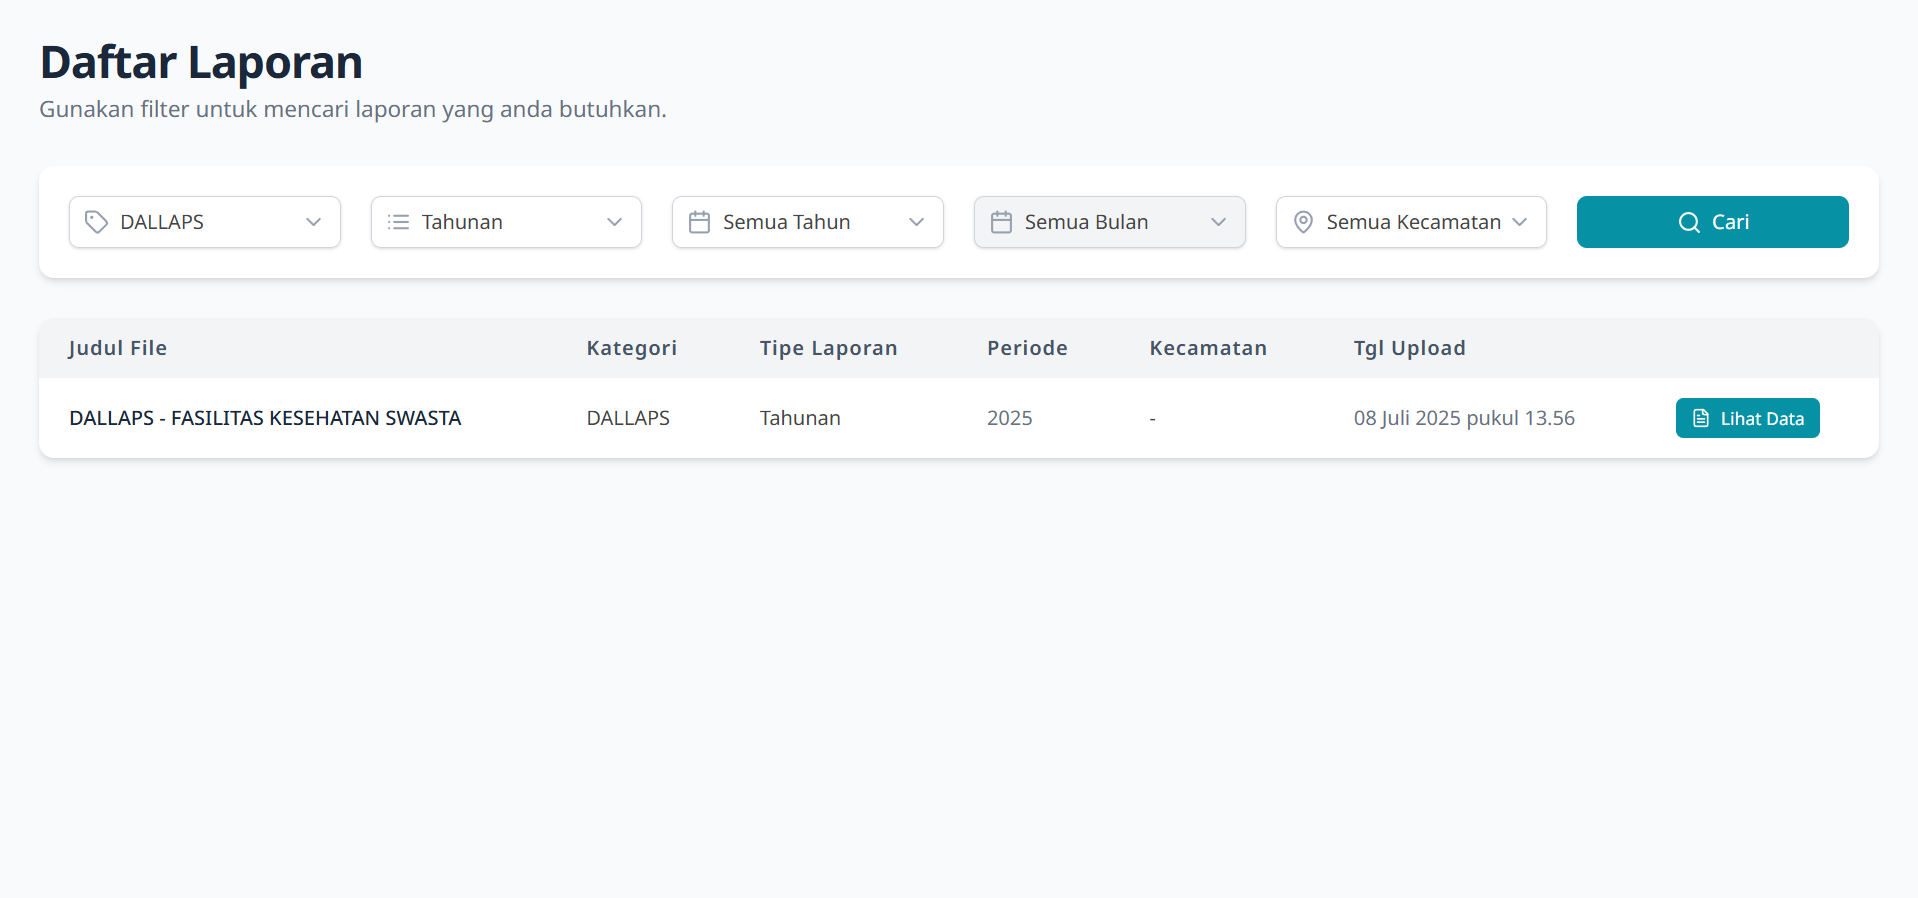 Daftar Laporan
Gunakan filter untuk mencari laporan yang anda butuhkan.
DALLAPS Tahunan Semua Tahun Semua Bulan Semua Kecamatan Cari
Judul File Kategori Tipe Laporan Periode Kecamatan Tgl Upload
DALLAPS - FASILITAS KESEHATAN SWASTA DALLAPS Tahunan 2025 - 08 Juli 2025 pukul 13.56 Lihat Data